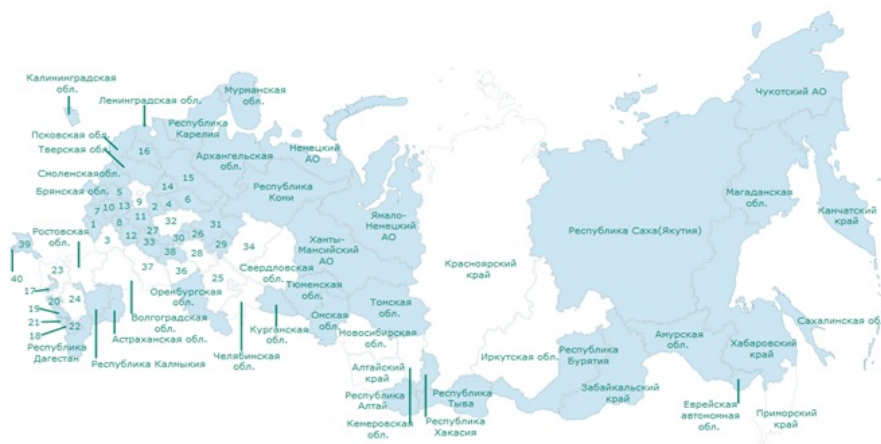 Калининградская
обл.
Ленинградская обл.
Мурманская
обл.
Чукотский АО
Псковская обл.
Республика
Карелия
Тверская обл.
16
Ненецкий
АО
Смоленскаяобл.
Архангельская
обл.
15
Брянская обл.
5
14
Республика
Коми
Магаданская
обл.
9
6
7 10 13
2 4
Ямало-
Ненецкий
АО
Камчатский
край
1
8
11
32
31
Ростовская
обл.
12
27
30
26
Республика Саха(Якутия)
39
3
33
29
34
Ханты-
Мансийский
АО
38
28
40
23
37
36
25
Свердловская
обл.
Красноярский
край
17
20
24
Оренбургская
обл.
Тюменская
обл.
Томская
обл.
19
21
18
22
Волгоградская
обл.
Омская
обл.
Сахалинская обл
Астраханская обл.
Курганская
обл.
Новосибирская
обл.
Амурская
обл.
Хабаровский
край
Республика
Дагестан
Республика Калмыкия
Челябинская
обл.
Иркутская обл.
Республика
Бурятия
Алтайский
край
Забайкальский
край
Республика
Алтай
Республика
Тыва
Еврейская
автономная обл.
Приморский
край
Кемеровская
обл.
Республика
Хакасия